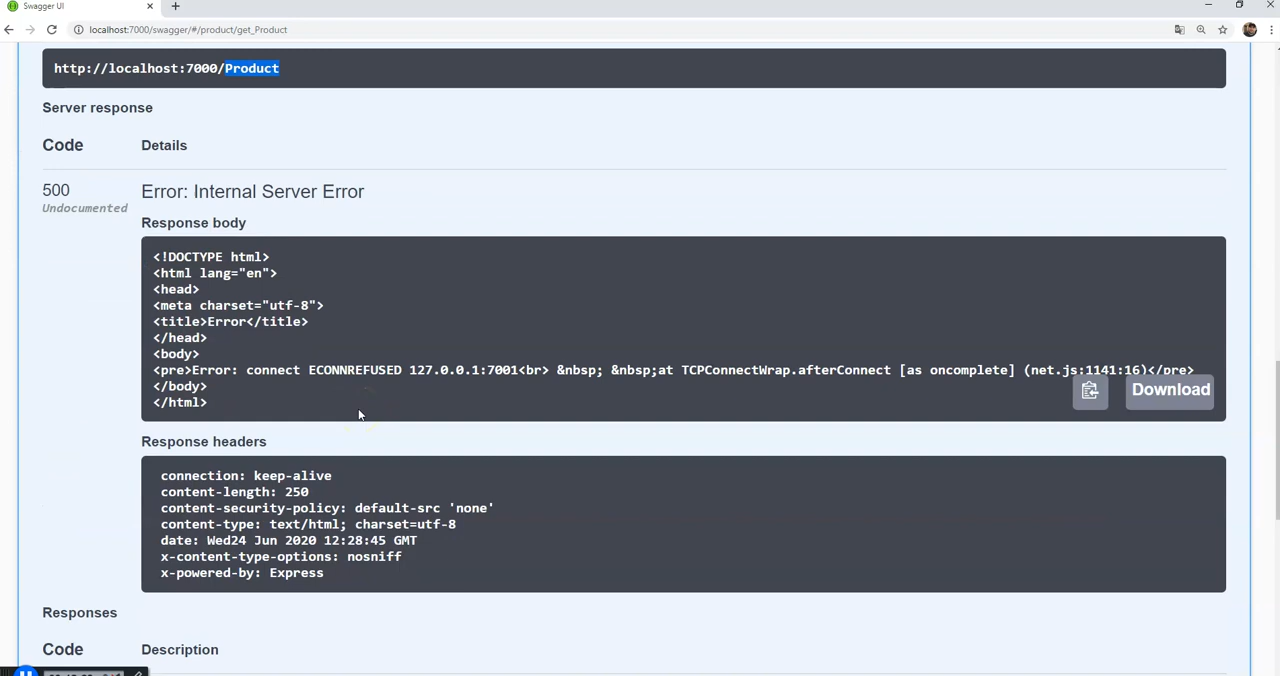 Swagger UI
localhost:7000/swagger/#/product/get_Product
http://localhost:7000/Product
Server response
Code Details
500 Error: Internal Server Error
Undocumented
Response body
<!DOCTYPE html>
<html lang="en">
<head>
<meta charset="utf-8">
<title>Error</title>
</head>
<body>
<pre>Error: connect ECONNREFUSED 127.0.0.1:7001<br> &nbsp; &nbsp;at TCPConnectWrap.afterConnect [as oncomplete] (net.js:1141:16)</pre>
</body>
</html>
Download
Response headers
connection: keep-alive
content-length: 250
content-security-policy: default-src 'none'
content-type: text/html; charset=utf-8
date: Wed24 Jun 2020 12:28:45 GMT
x-content-type-options: nosniff
x-powered-by: Express
Responses
Code Description